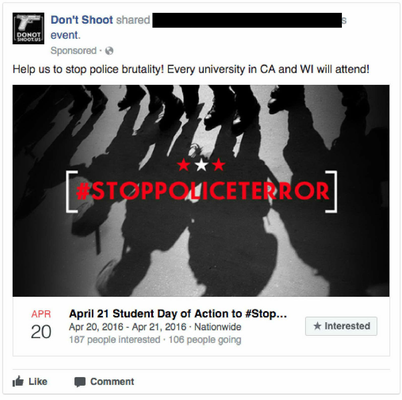 DONOT
SHOOT.US
Don't Shoot shared s
event.
Sponsored ·
Help us to stop police brutality! Every university in CA and WI will attend!
[#STOPPOLICETERROR]
APR
20
April 21 Student Day of Action to #Stop...
Apr 20, 2016 - Apr 21, 2016 · Nationwide
187 people interested · 106 people going
★ Interested
Like
Comment